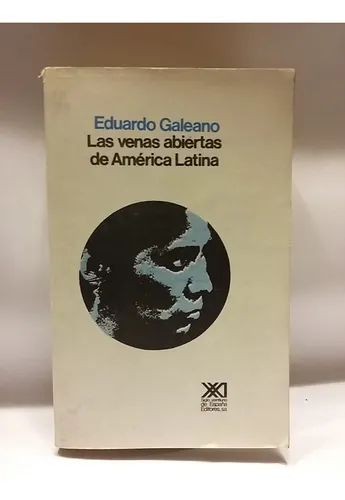 Eduardo Galeano
Las venas abiertas
de América Latina
XXI
Siglo veintiuno
de España
Editores, sa